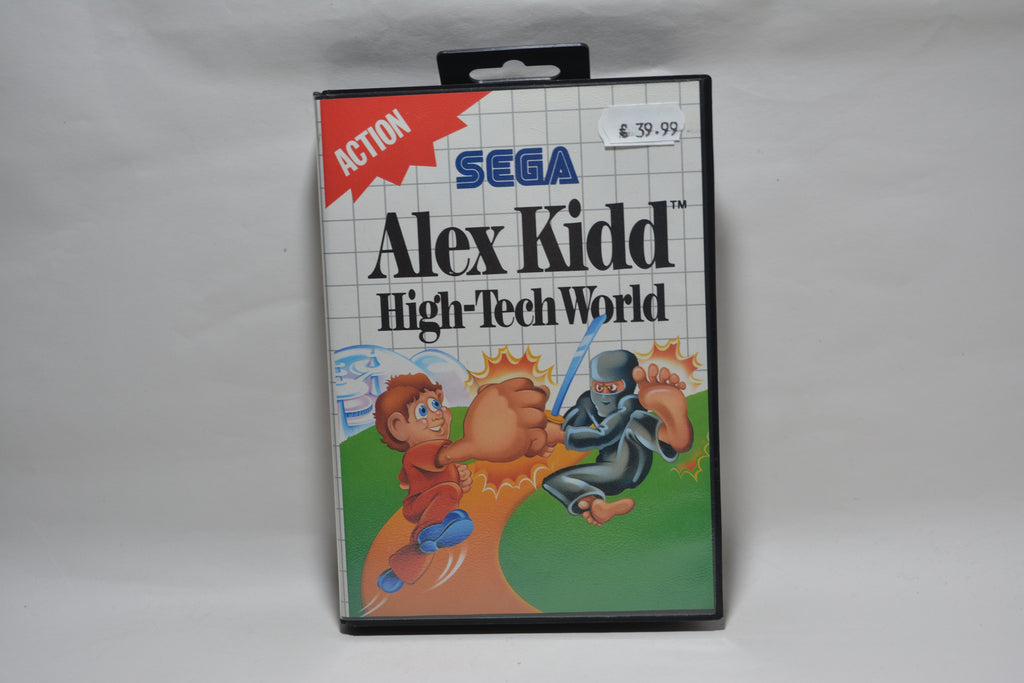 ACTION
£ 39.99
SEGA
Alex Kidd™
High-Tech World